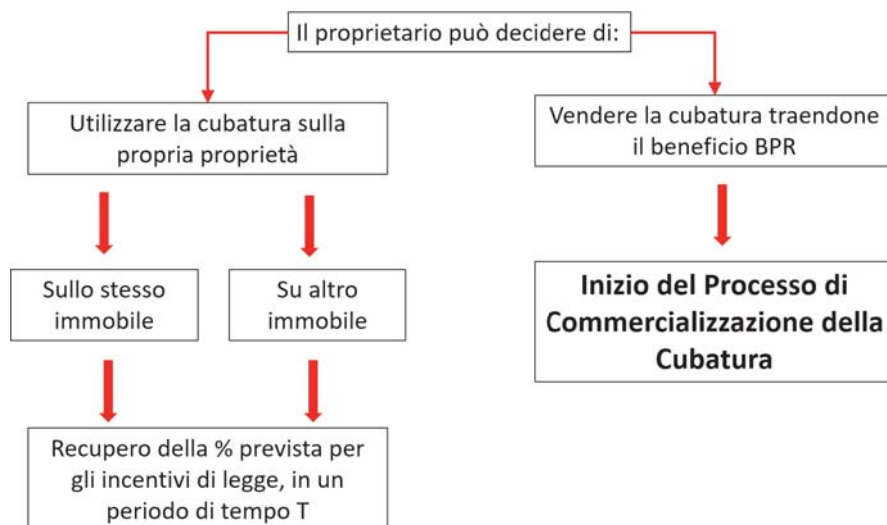 Il proprietario può decidere di:
Utilizzare la cubatura sulla
propria proprietà
Vendere la cubatura traendone
il beneficio BPR
Sullo stesso
immobile
Su altro
immobile
Inizio del Processo di
Commercializzazione della
Cubatura
Recupero della % prevista per
gli incentivi di legge, in un
periodo di tempo T